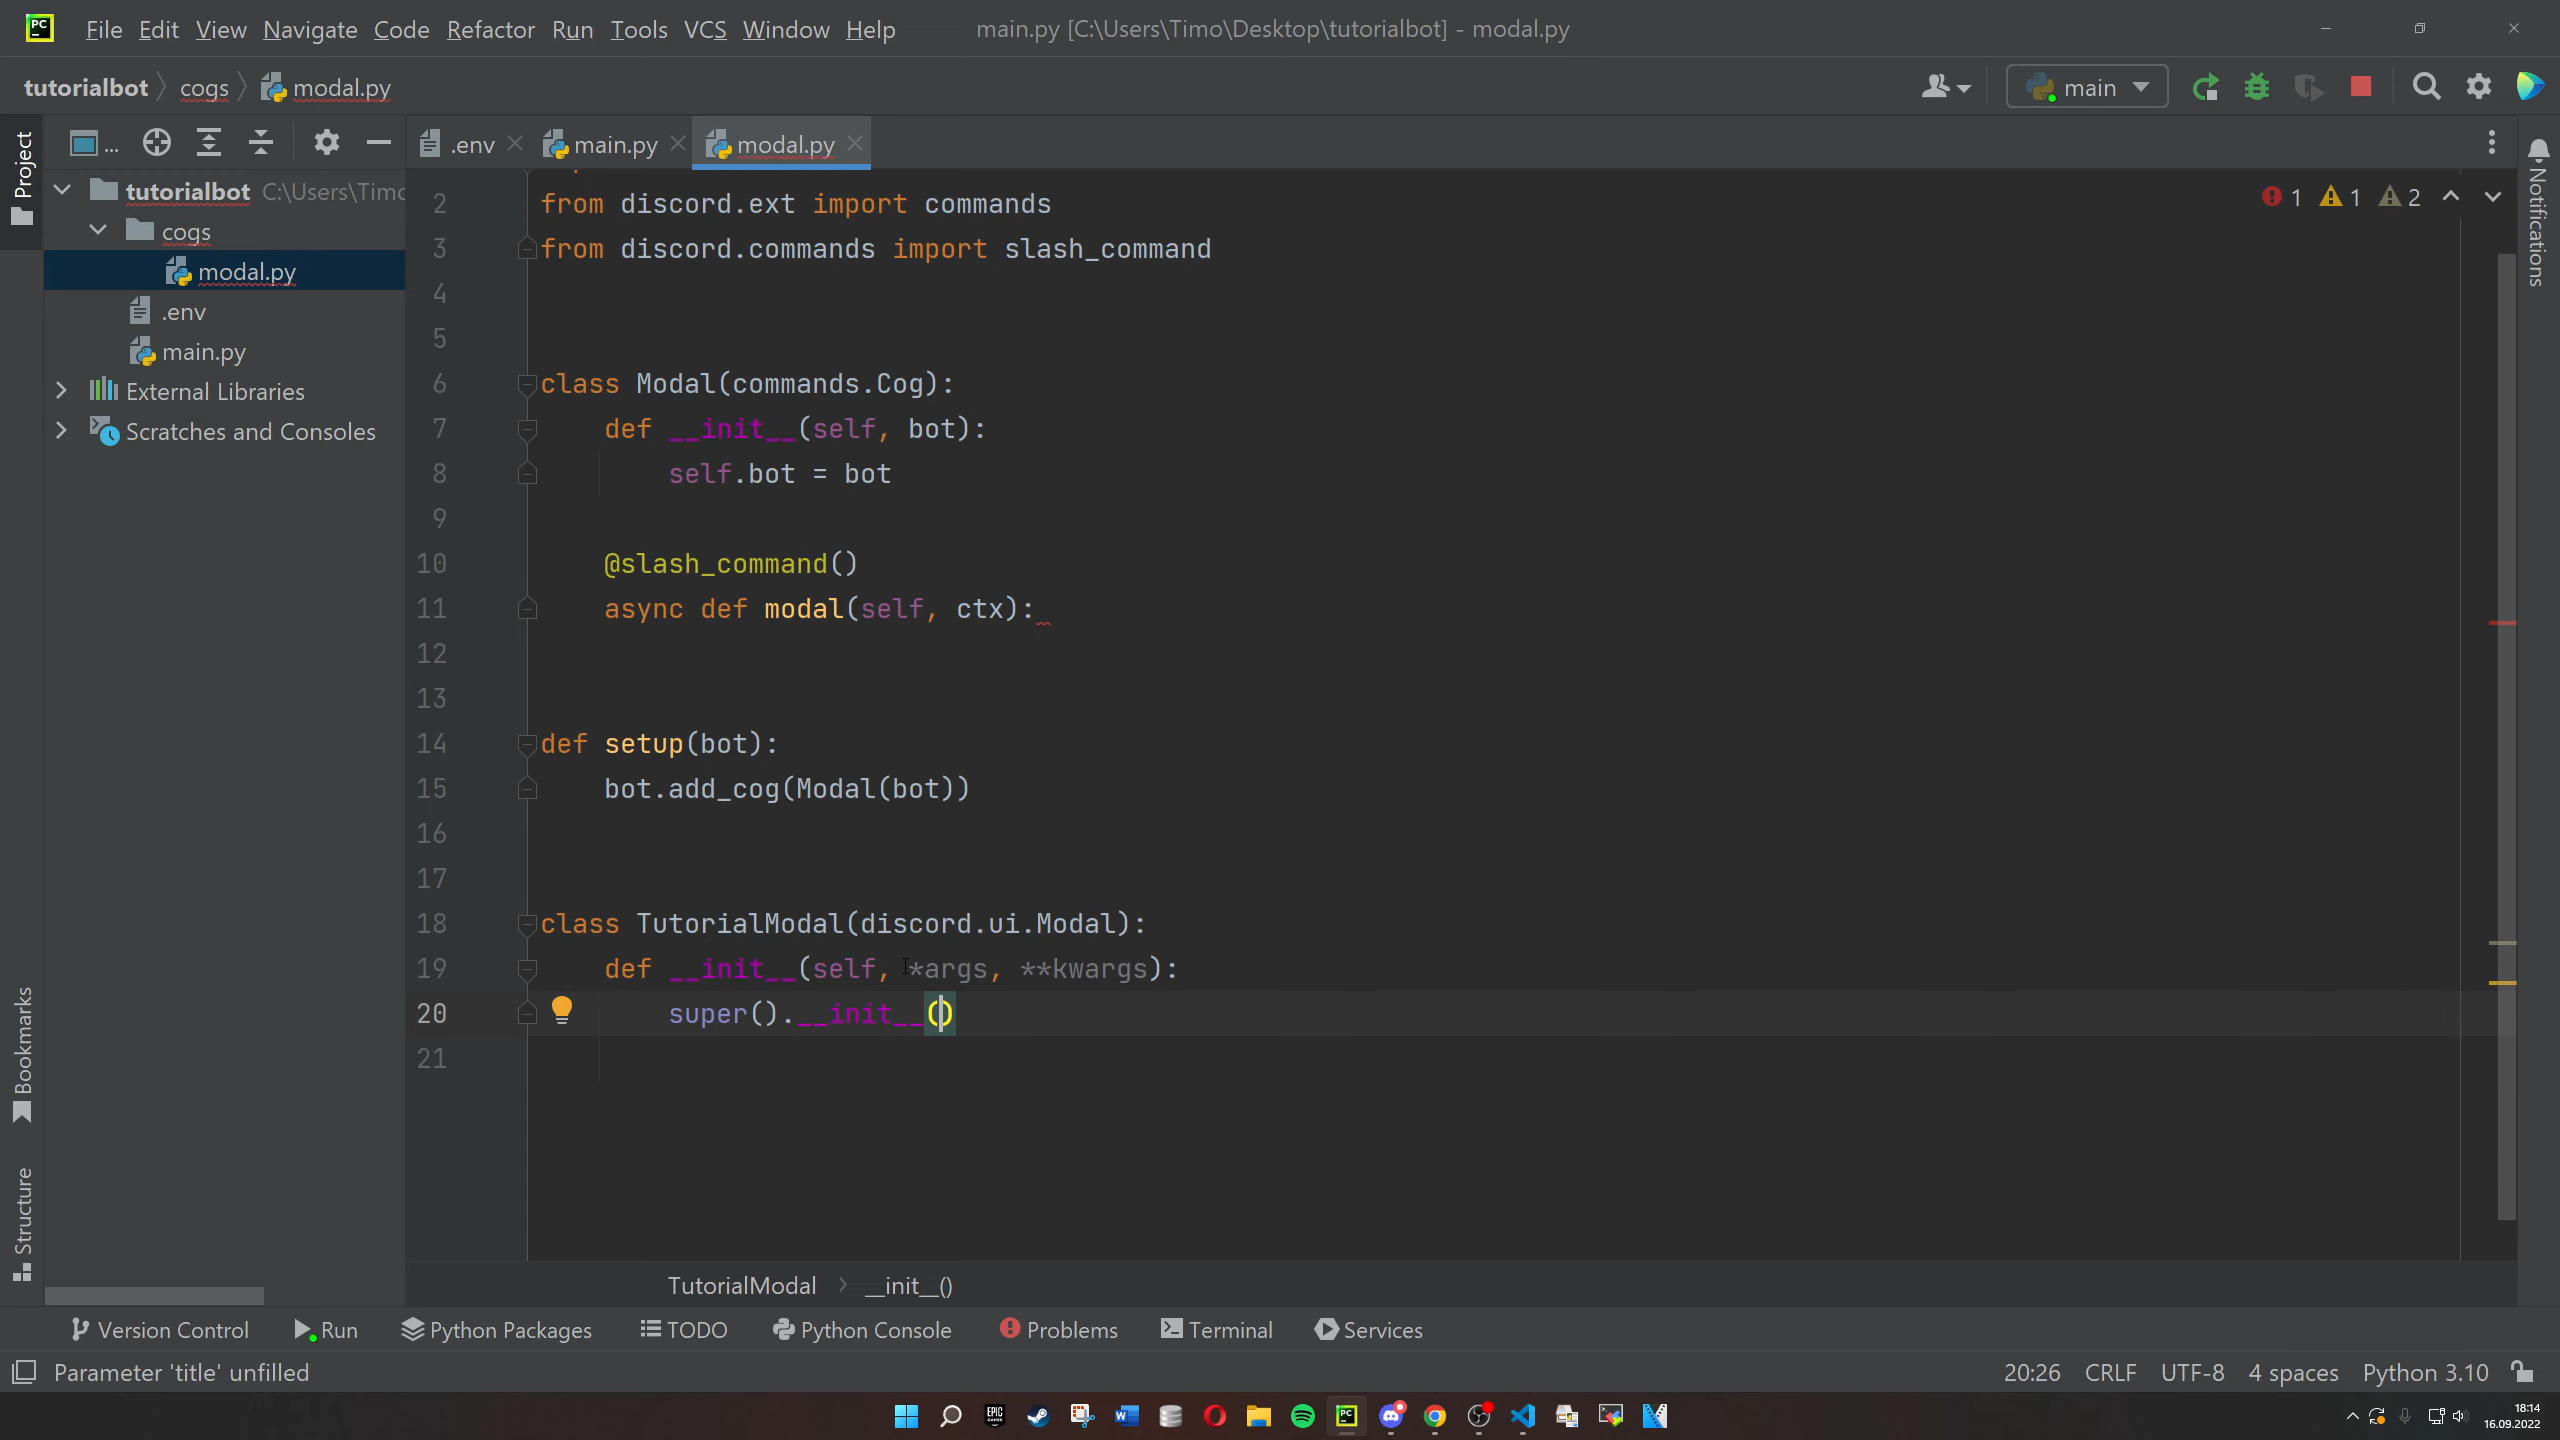 PC File Edit View Navigate Code Refactor Run Tools VCS Window Help main.py [C:\Users\Timo\Desktop\tutorialbot] - modal.py
tutorialbot cogs modal.py main
Project ... .env main.py modal.py
tutorialbot C:\Users\Timo
cogs
modal.py
.env
main.py
External Libraries
Scratches and Consoles
1 1 2
Notifications
2 from discord.ext import commands
3 from discord.commands import slash_command
4
5
6 class Modal(commands.Cog):
7 def __init__(self, bot):
8 self.bot = bot
9
10 @slash_command()
11 async def modal(self, ctx):
12
13
14 def setup(bot):
15 bot.add_cog(Modal(bot))
16
17
18 class TutorialModal(discord.ui.Modal):
19 def __init__(self, *args, **kwargs):
20 super().__init__()
21
Bookmarks
Structure
TutorialModal __init__()
Version Control Run Python Packages TODO Python Console Problems Terminal Services
Parameter 'title' unfilled 20:26 CRLF UTF-8 4 spaces Python 3.10
EPIC GAMES W PC
18:14
16.09.2022